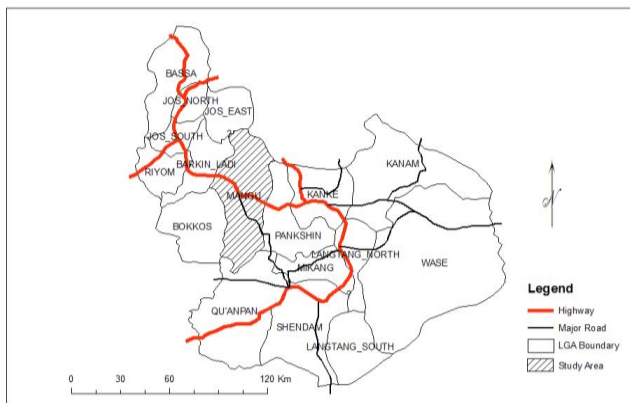 BASSA
JOS_NORTH
JOS_EAST
JOS_SOUTH
BARKIN_LADI
RIYOM
MANGU
KANKE
KANAM
BOKKOS
PANKSHIN
LANGTANG_NORTH
MIKANG
WASE
QU'ANPAN
SHENDAM
LANGTANG_SOUTH
N
Legend
Highway
Major Road
LGA Boundary
Study Area
0 30 60 120 Km